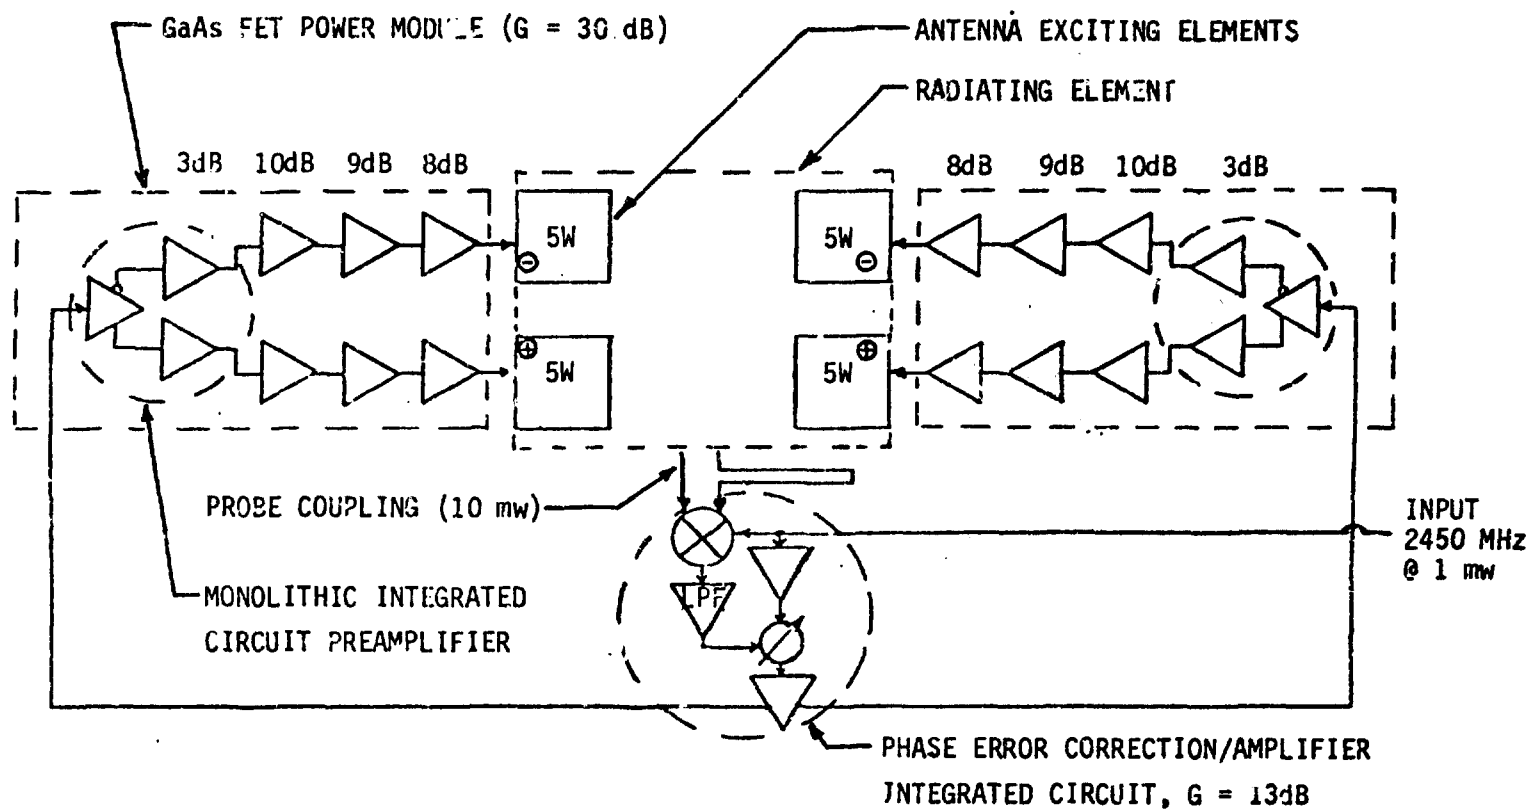 GaAs FET POWER MODULE (G = 30 dB)
ANTENNA EXCITING ELEMENTS
RADIATING ELEMENT
3dB 10dB 9dB 8dB
8dB 9dB 10dB 3dB
5W
5W
5W
5W
PROBE COUPLING (10 mw)
INPUT
2450 MHz
@ 1 mw
LPF
MONOLITHIC INTEGRATED
CIRCUIT PREAMPLIFIER
PHASE ERROR CORRECTION/AMPLIFIER
INTEGRATED CIRCUIT, G = 13dB